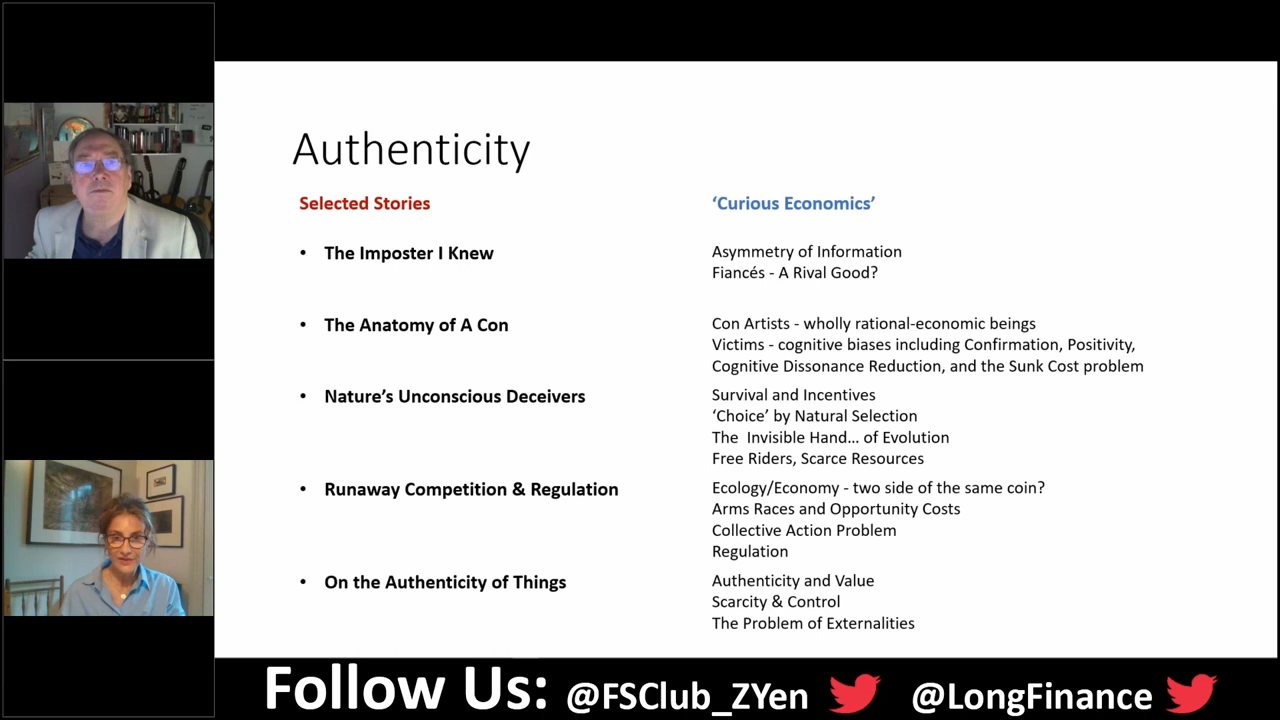 Authenticity
Selected Stories
‘Curious Economics’
• The Imposter I Knew
Asymmetry of Information
Fiancés - A Rival Good?
• The Anatomy of A Con
Con Artists - wholly rational-economic beings
Victims - cognitive biases including Confirmation, Positivity,
Cognitive Dissonance Reduction, and the Sunk Cost problem
• Nature’s Unconscious Deceivers
Survival and Incentives
‘Choice’ by Natural Selection
The Invisible Hand... of Evolution
Free Riders, Scarce Resources
• Runaway Competition & Regulation
Ecology/Economy - two side of the same coin?
Arms Races and Opportunity Costs
Collective Action Problem
Regulation
• On the Authenticity of Things
Authenticity and Value
Scarcity & Control
The Problem of Externalities
Follow Us: @FSClub_ZYen @LongFinance